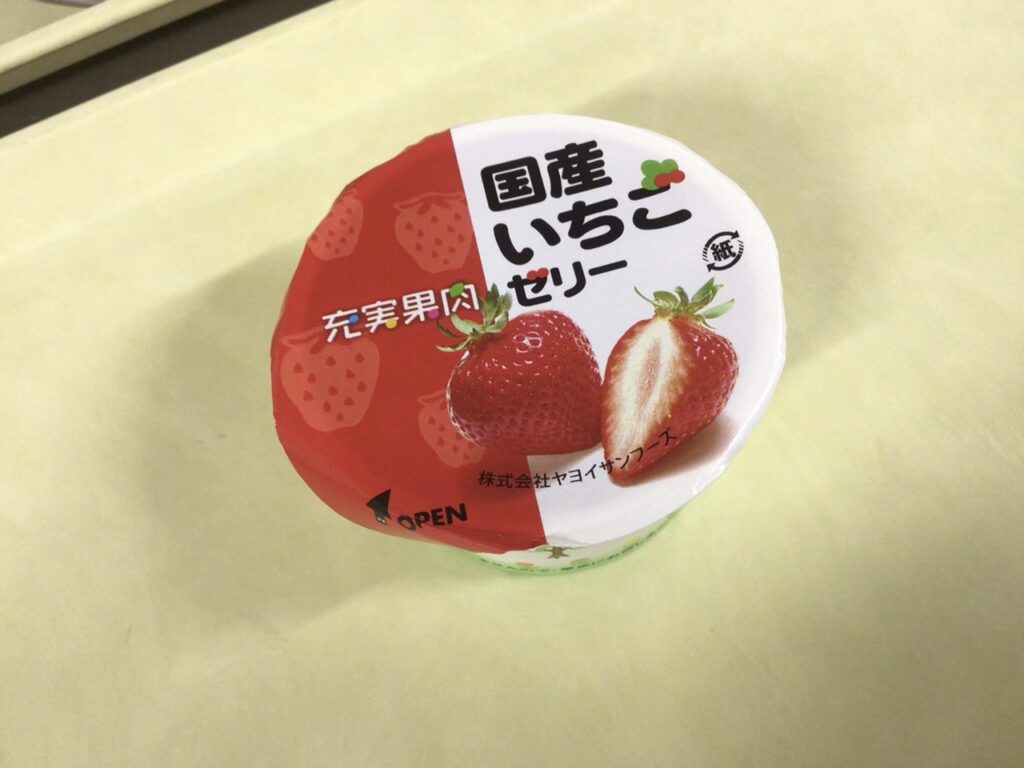 国産
いちご
ゼリー
紙
充実果肉
株式会社ヤヨイサンフーズ
OPEN